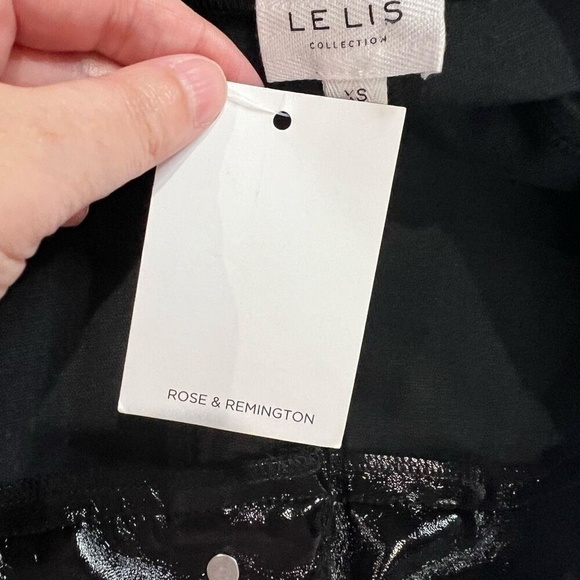 LE LIS
COLLECTION
XS
ROSE & REMINGTON